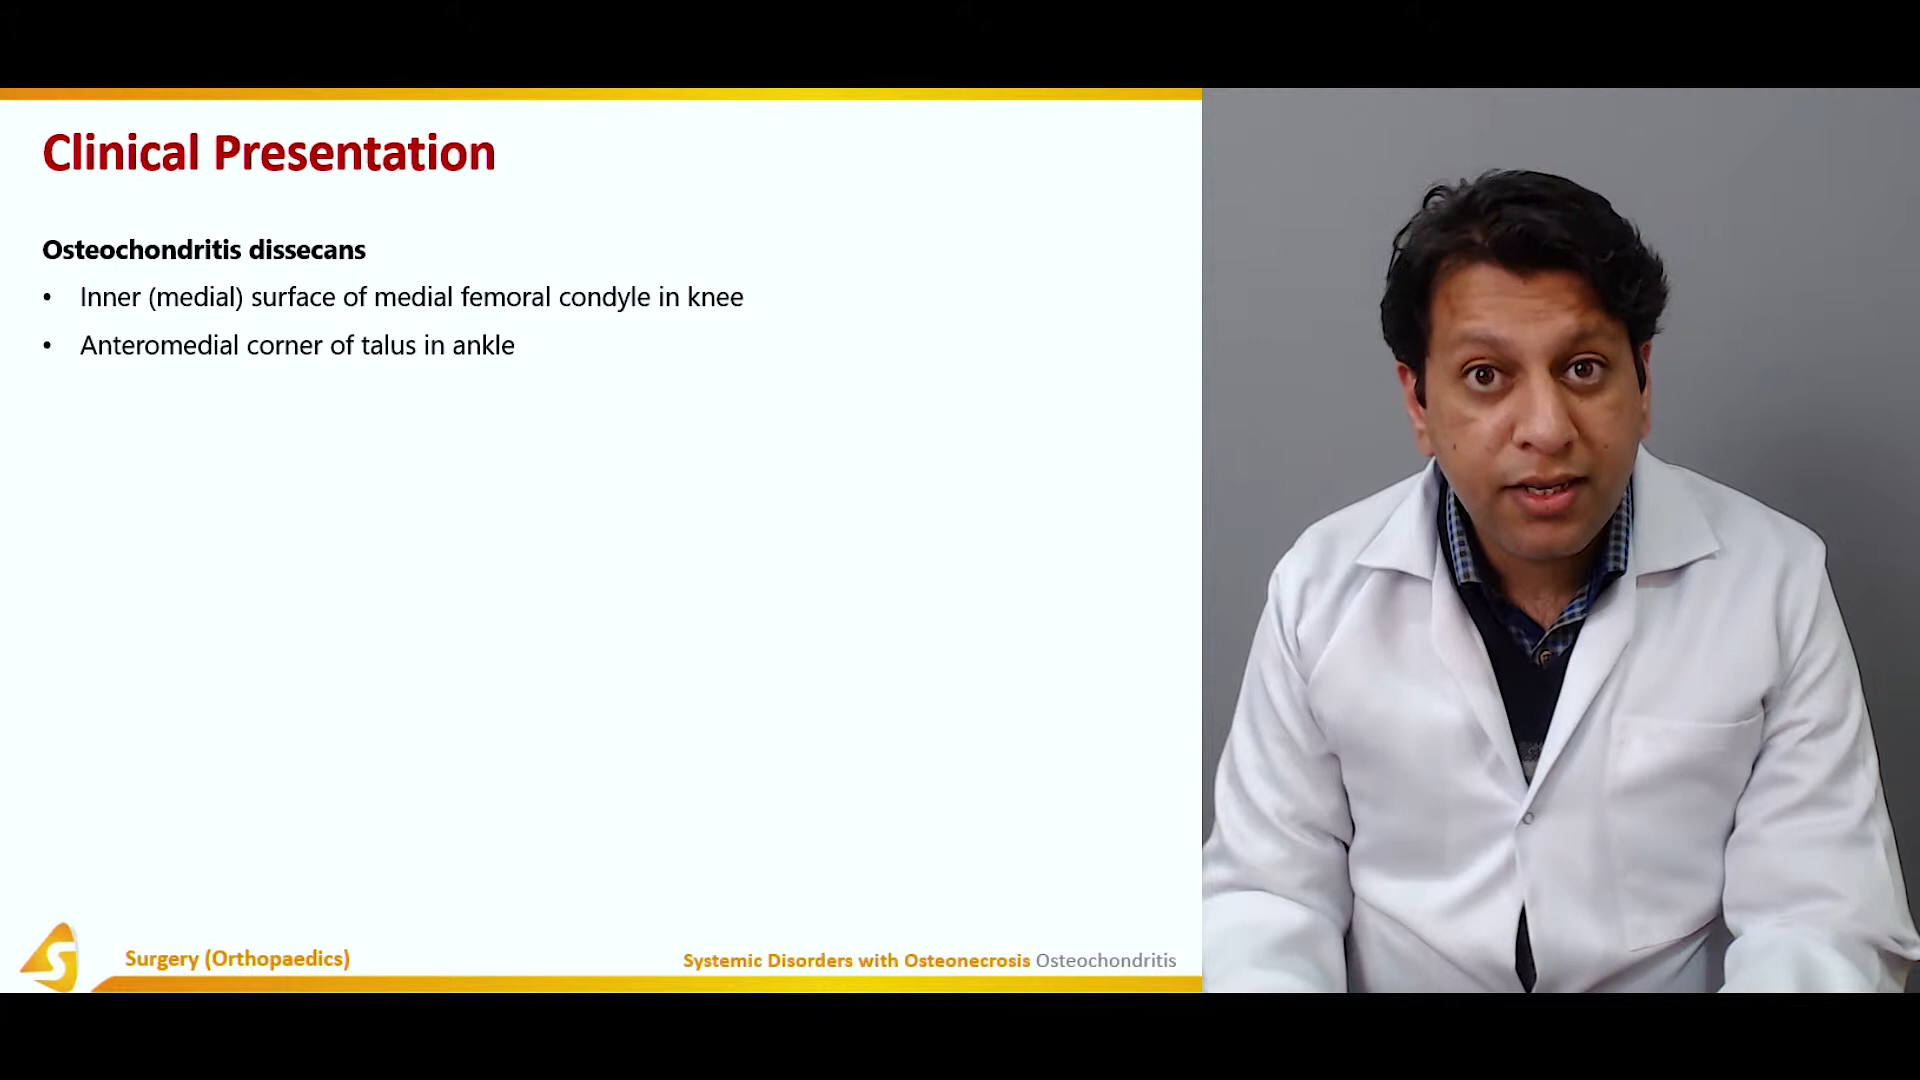 Clinical Presentation
Osteochondritis dissecans
• Inner (medial) surface of medial femoral condyle in knee
• Anteromedial corner of talus in ankle
S
Surgery (Orthopaedics)
Systemic Disorders with Osteonecrosis Osteochondritis